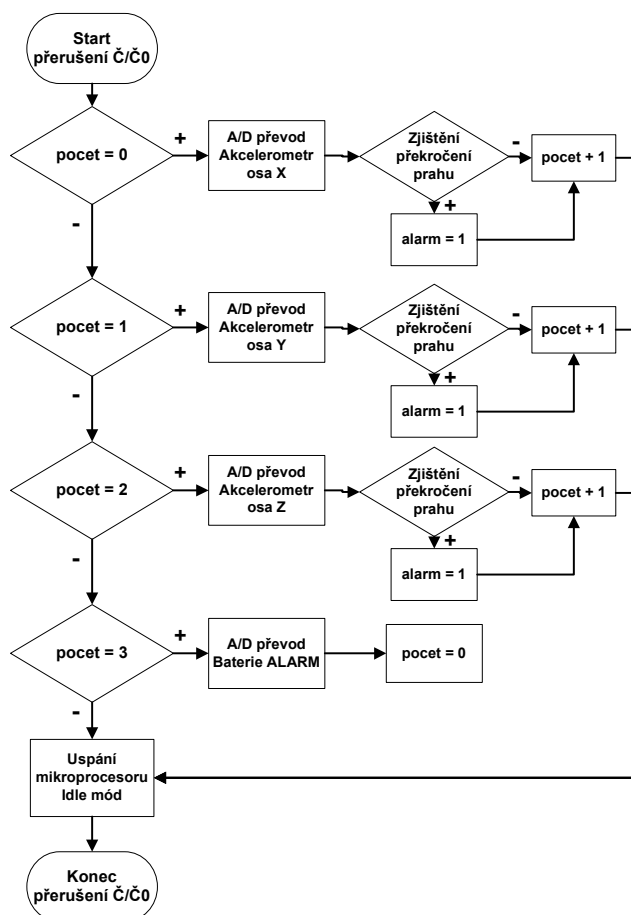 Start
přerušení Č/Č0
pocet = 0
+
A/D převod
Akcelerometr
osa X
Zjištění
překročení
prahu
-
pocet + 1
+
alarm = 1
-
pocet = 1
+
A/D převod
Akcelerometr
osa Y
Zjištění
překročení
prahu
-
pocet + 1
+
alarm = 1
-
pocet = 2
+
A/D převod
Akcelerometr
osa Z
Zjištění
překročení
prahu
-
pocet + 1
+
alarm = 1
-
pocet = 3
+
A/D převod
Baterie ALARM
pocet = 0
-
Uspání
mikroprocesoru
Idle mód
Konec
přerušení Č/Č0